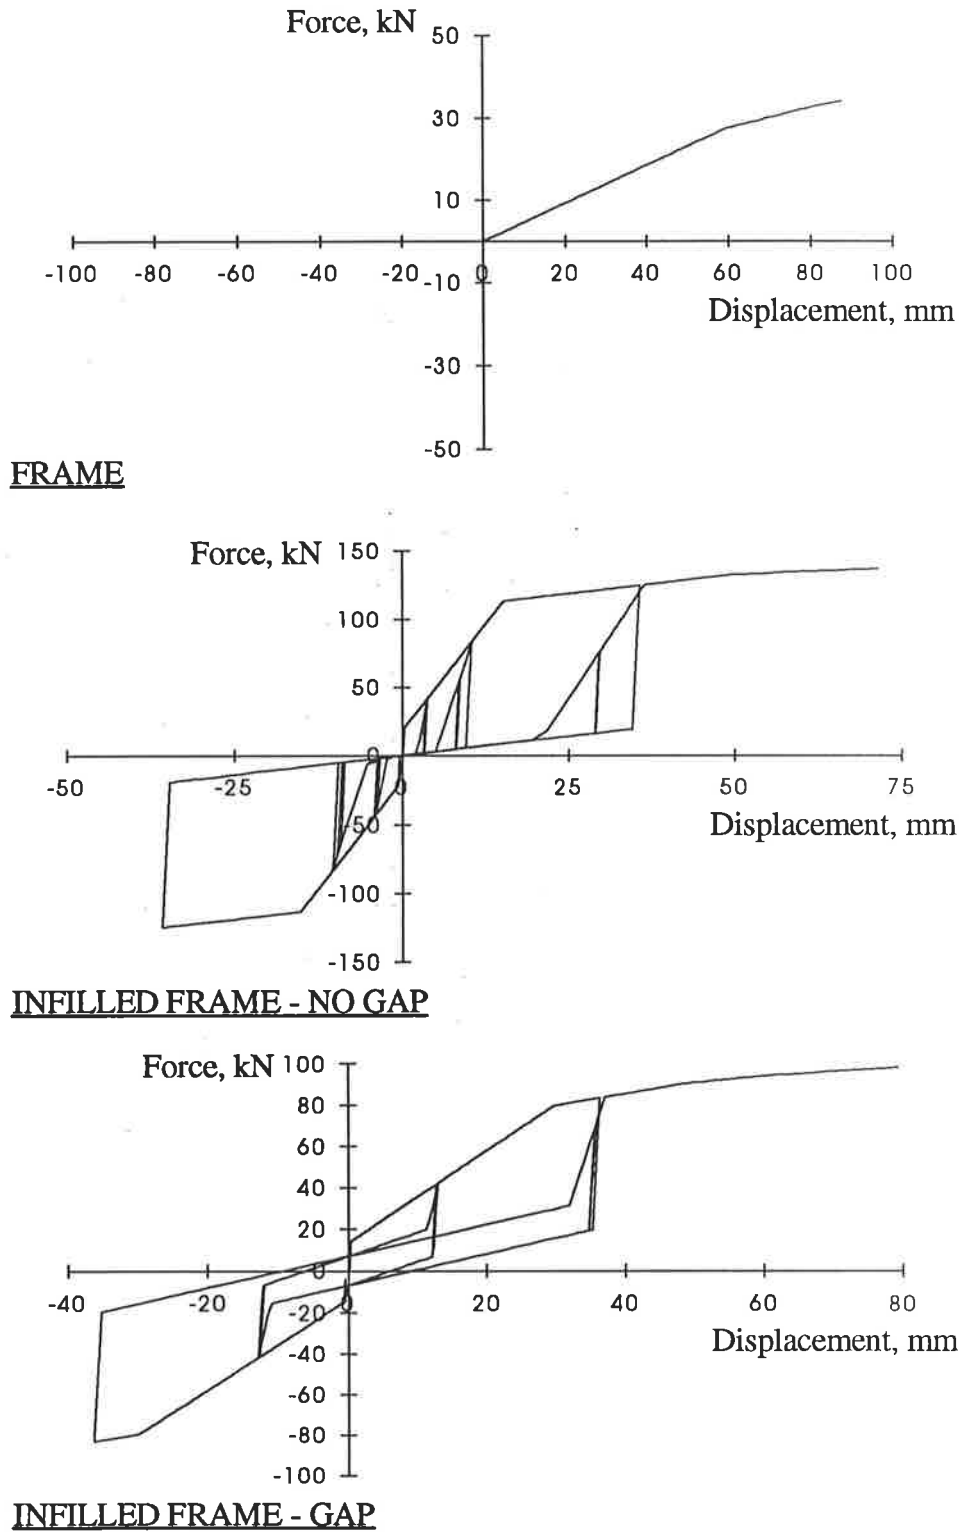 Force, kN
50
30
10
-100 -80 -60 -40 -20 0 20 40 60 80 100
-10
Displacement, mm
-30
-50
FRAME
Force, kN 150
100
50
0
-50 -25 0 25 50 75
-50
Displacement, mm
-100
-150
INFILLED FRAME - NO GAP
Force, kN 100
80
60
40
20
0
-40 -20 0 20 40 60 80
-20
Displacement, mm
-40
-60
-80
-100
INFILLED FRAME - GAP